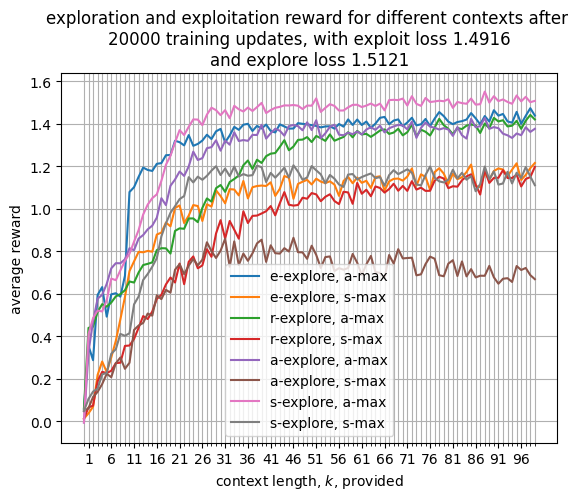 exploration and exploitation reward for different contexts after
20000 training updates, with exploit loss 1.4916
and explore loss 1.5121
1.6
1.4
1.2
1.0
0.8
0.6
0.4
0.2
0.0
average reward
e-explore, a-max
e-explore, s-max
r-explore, a-max
r-explore, s-max
a-explore, a-max
a-explore, s-max
s-explore, a-max
s-explore, s-max
1 6 11 16 21 26 31 36 41 46 51 56 61 66 71 76 81 86 91 96
context length, k, provided